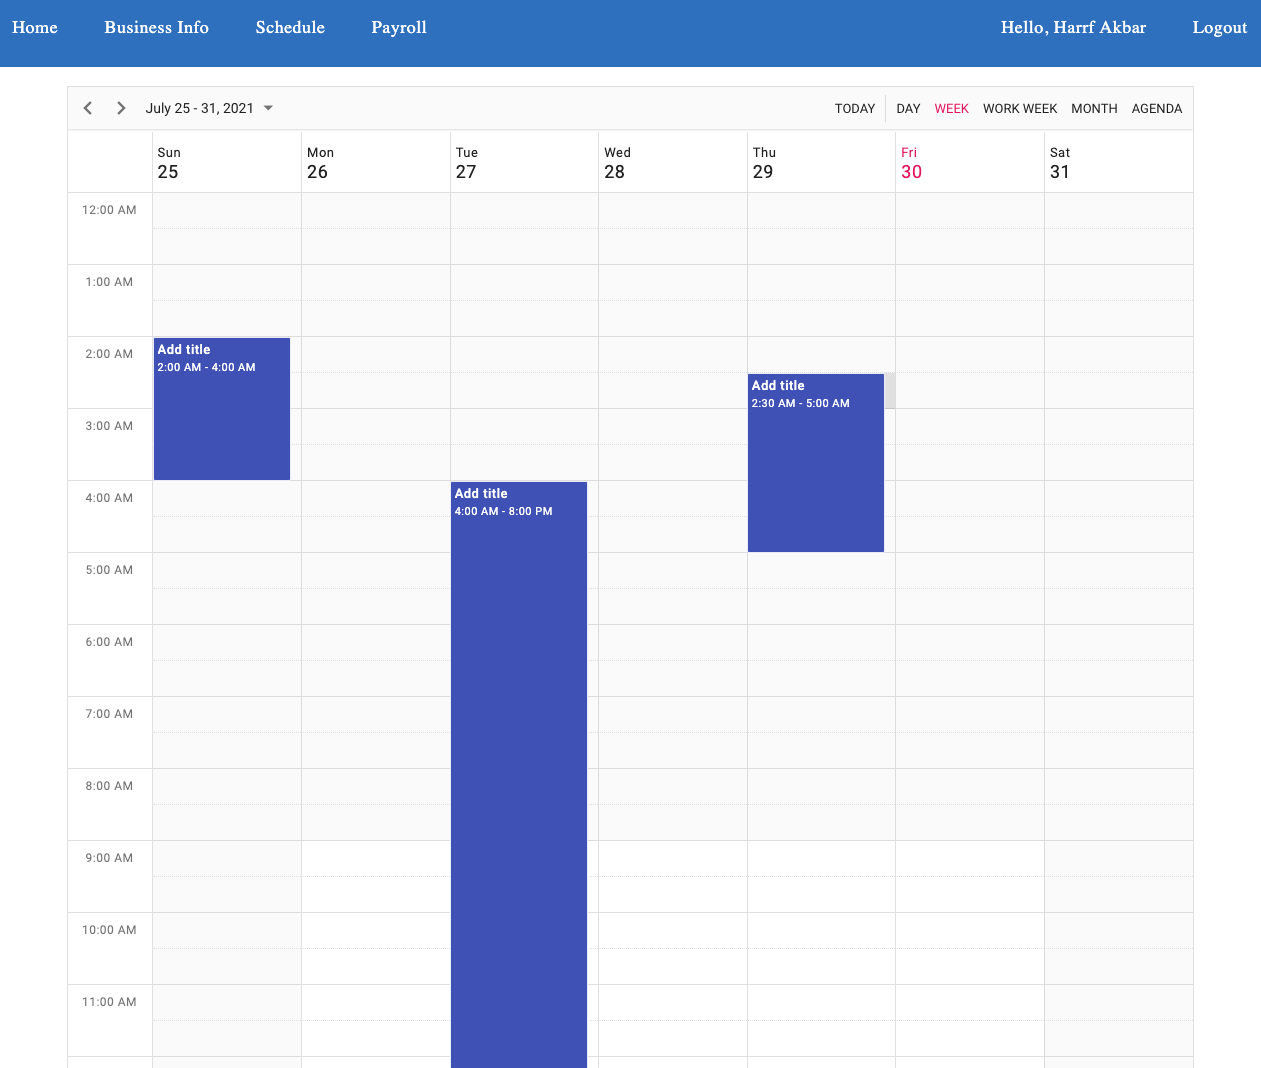 Home Business Info Schedule Payroll Hello, Harrf Akbar Logout
July 25 - 31, 2021 TODAY DAY WEEK WORK WEEK MONTH AGENDA
Sun Mon Tue Wed Thu Fri Sat
25 26 27 28 29 30 31
12:00 AM
1:00 AM
Add title
2:00 AM
2:00 AM - 4:00 AM
Add title
2:30 AM - 5:00 AM
3:00 AM
Add title
4:00 AM
4:00 AM - 8:00 PM
5:00 AM
6:00 AM
7:00 AM
8:00 AM
9:00 AM
10:00 AM
11:00 AM